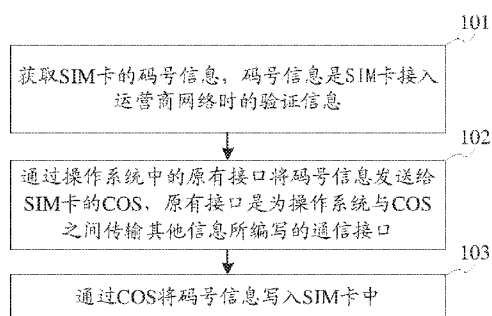 101
获取SIM卡的码号信息，码号信息是SIM卡接入
运营商网络时的验证信息
102
通过操作系统中的原有接口将码号信息发送给
SIM卡的COS，原有接口是为操作系统与COS
之间传输其他信息所编写的通信接口
103
通过COS将码号信息写入SIM卡中